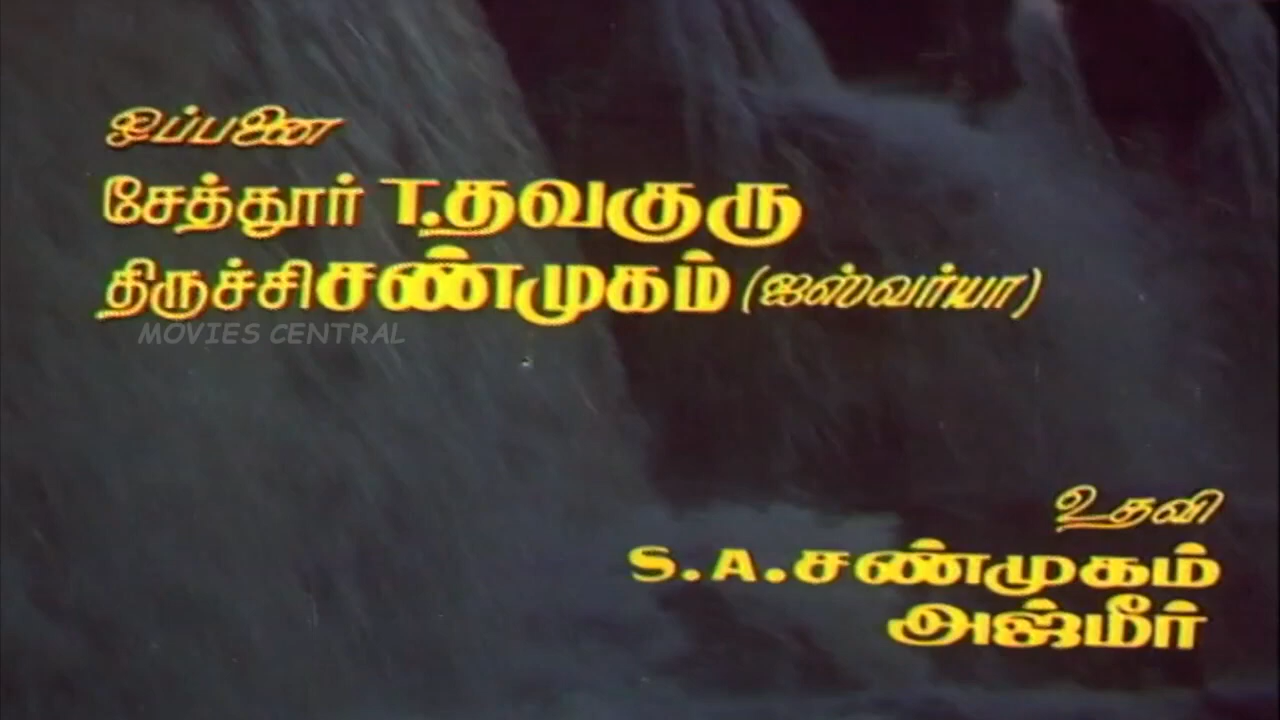 ஒப்பனை
சேத்தூர் T.தவகுரு
திருச்சி சண்முகம் (ஐஸ்வர்யா)
MOVIES CENTRAL
உதவி
S.A.சண்முகம்
அஜ்மீர்